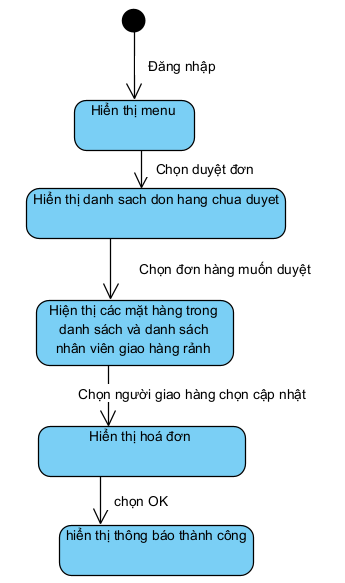 Đăng nhập
Hiển thị menu
Chọn duyệt đơn
Hiển thị danh sach don hang chua duyet
Chọn đơn hàng muốn duyệt
Hiện thị các mặt hàng trong
danh sách và danh sách
nhân viên giao hàng rảnh
Chọn người giao hàng chọn cập nhật
Hiển thị hoá đơn
chọn OK
hiển thị thông báo thành công